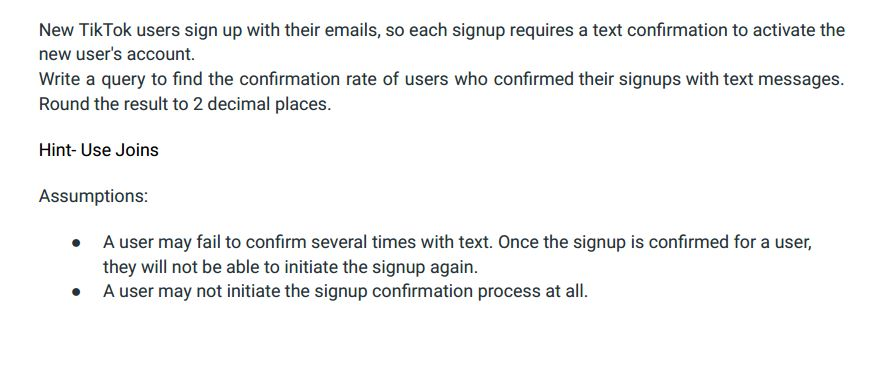 New TikTok users sign up with their emails, so each signup requires a text confirmation to activate the
new user's account.
Write a query to find the confirmation rate of users who confirmed their signups with text messages.
Round the result to 2 decimal places.
Hint- Use Joins
Assumptions:
● A user may fail to confirm several times with text. Once the signup is confirmed for a user,
they will not be able to initiate the signup again.
● A user may not initiate the signup confirmation process at all.